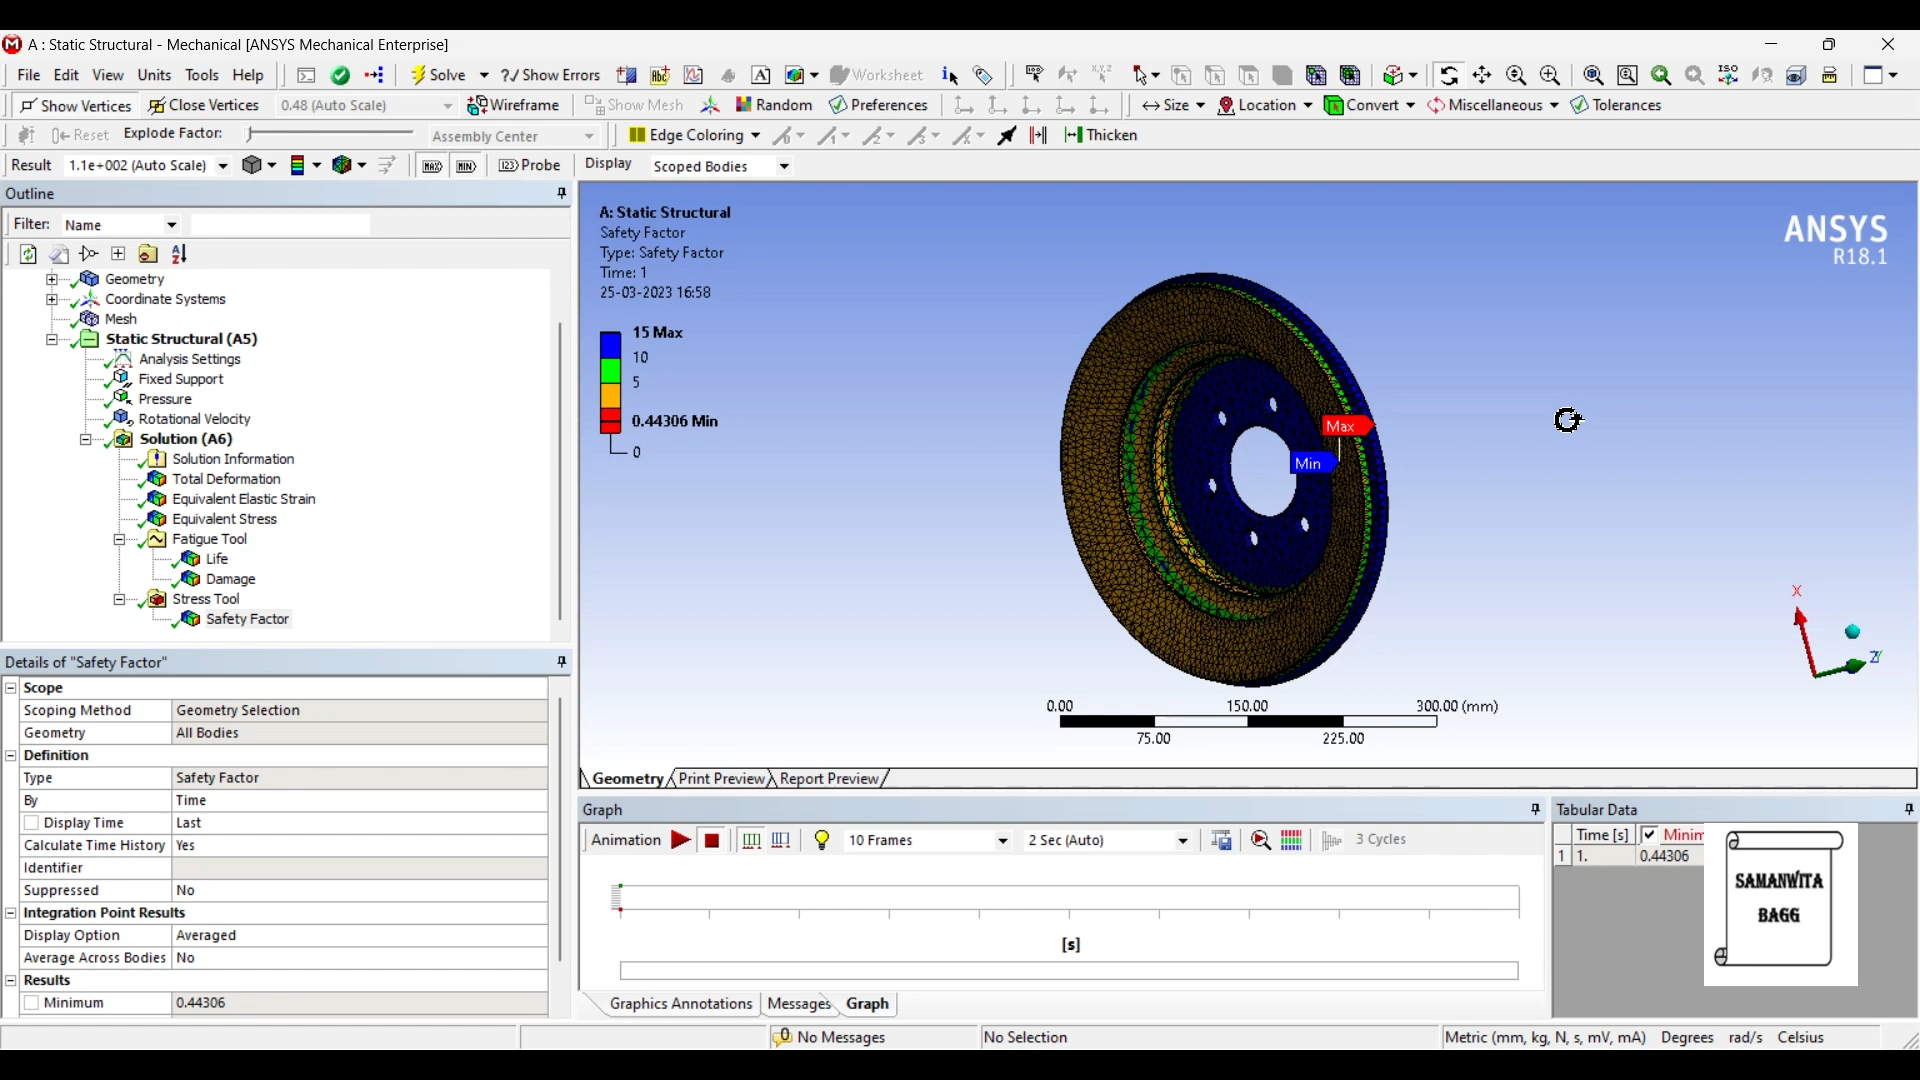 A : Static Structural - Mechanical [ANSYS Mechanical Enterprise]
File Edit View Units Tools Help Solve ?/ Show Errors Worksheet
Show Vertices Close Vertices 0.48 (Auto Scale) Wireframe Show Mesh Random Preferences Size Location Convert Miscellaneous Tolerances
Reset Explode Factor: Assembly Center Edge Coloring Thicken
Result 1.1e+002 (Auto Scale) MAX MIN Probe Display Scoped Bodies
Outline
Filter: Name
Geometry
Coordinate Systems
Mesh
Static Structural (A5)
Analysis Settings
Fixed Support
Pressure
Rotational Velocity
Solution (A6)
Solution Information
Total Deformation
Equivalent Elastic Strain
Equivalent Stress
Fatigue Tool
Life
Damage
Stress Tool
Safety Factor
Details of "Safety Factor"
Scope
Scoping Method Geometry Selection
Geometry All Bodies
Definition
Type Safety Factor
By Time
Display Time Last
Calculate Time History Yes
Identifier
Suppressed No
Integration Point Results
Display Option Averaged
Average Across Bodies No
Results
Minimum 0.44306
A: Static Structural
Safety Factor
Type: Safety Factor
Time: 1
25-03-2023 16:58
15 Max
10
5
0.44306 Min
0
ANSYS
R18.1
Max
Min
X
Z
0.00 150.00 300.00 (mm)
75.00 225.00
Geometry Print Preview Report Preview
Graph
Animation 10 Frames 2 Sec (Auto) 3 Cycles
[s]
Graphics Annotations Messages Graph
Tabular Data
Time [s] Minim
1 1. 0.44306
SAMANWITA
BAGG
No Messages No Selection Metric (mm, kg, N, s, mV, mA) Degrees rad/s Celsius